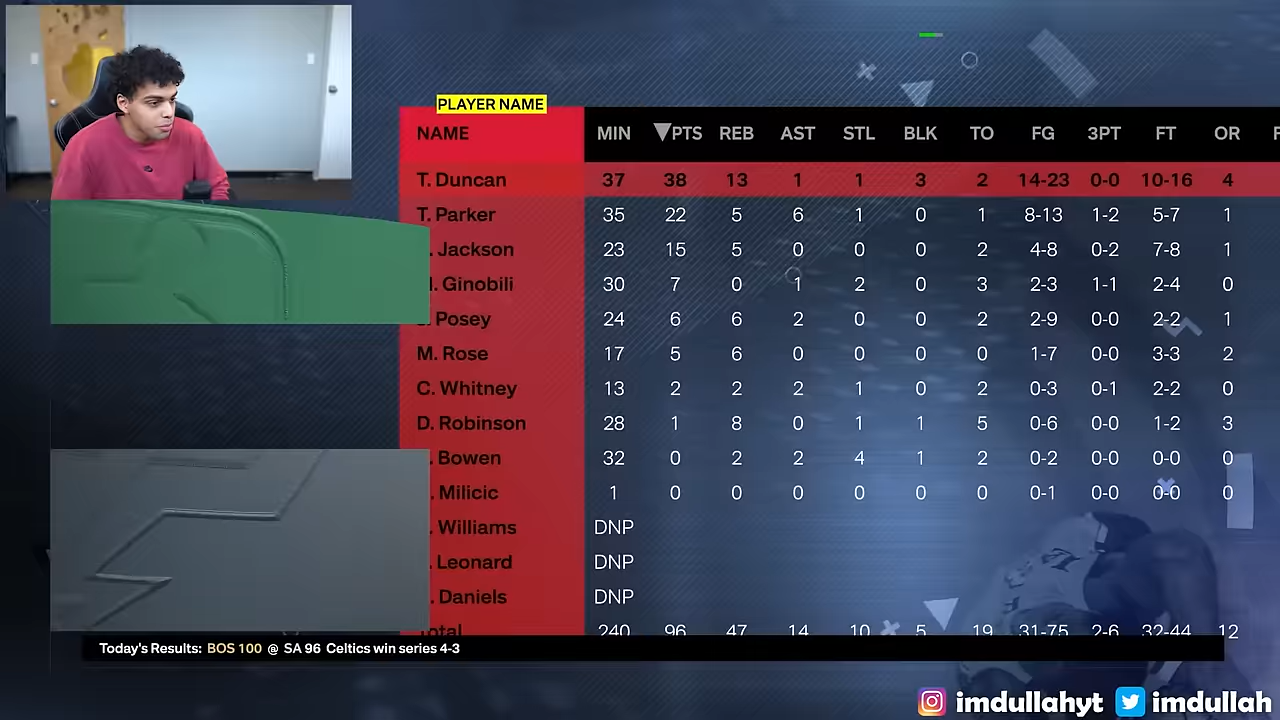 PLAYER NAME
NAME MIN PTS REB AST STL BLK TO FG 3PT FT OR
T. Duncan 37 38 13 1 1 3 2 14-23 0-0 10-16 4
T. Parker 35 22 5 6 1 0 1 8-13 1-2 5-7 1
. Jackson 23 15 5 0 0 0 2 4-8 0-2 7-8 1
. Ginobili 30 7 0 1 2 0 3 2-3 1-1 2-4 0
. Posey 24 6 6 2 0 0 2 2-9 0-0 2-2 1
M. Rose 17 5 6 0 0 0 0 1-7 0-0 3-3 2
C. Whitney 13 2 2 2 1 0 2 0-3 0-1 2-2 0
D. Robinson 28 1 8 0 1 1 5 0-6 0-0 1-2 3
. Bowen 32 0 2 2 4 1 2 0-2 0-0 0-0 0
. Milicic 1 0 0 0 0 0 0 0-1 0-0 0-0 0
. Williams DNP
. Leonard DNP
. Daniels DNP
Total 240 96 47 14 10 5 19 31-75 2-6 32-44 12
Today's Results: BOS 100 @ SA 96 Celtics win series 4-3
imdullahyt imdullah